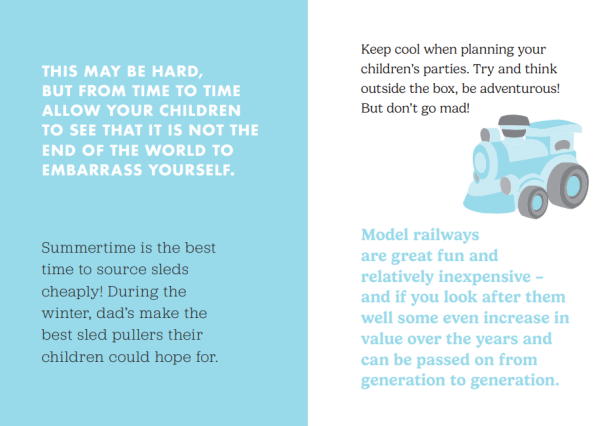 THIS MAY BE HARD,
BUT FROM TIME TO TIME
ALLOW YOUR CHILDREN
TO SEE THAT IT IS NOT THE
END OF THE WORLD TO
EMBARRASS YOURSELF.
Summertime is the best
time to source sleds
cheaply! During the
winter, dad's make the
best sled pullers their
children could hope for.
Keep cool when planning your
children's parties. Try and think
outside the box, be adventurous!
But don't go mad!
Model railways
are great fun and
relatively inexpensive –
and if you look after them
well some even increase in
value over the years and
can be passed on from
generation to generation.